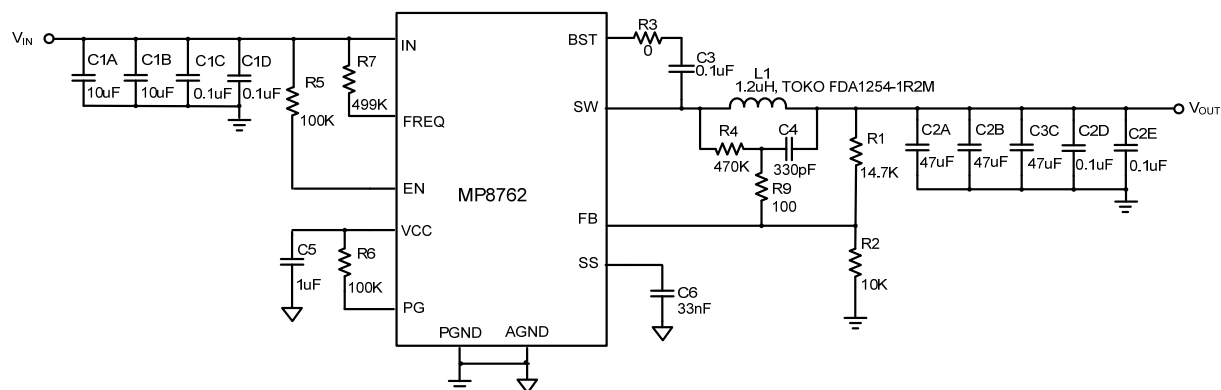 VIN
C1A
10uF
C1B
10uF
C1C
0.1uF
C1D
0.1uF
R5
100K
R7
499K
IN
FREQ
EN
VCC
PG
C5
1uF
R6
100K
MP8762
PGND
AGND
BST
SW
FB
SS
R3
0
C3
0.1uF
L1
1.2uH, TOKO FDA1254-1R2M
R4
470K
C4
330pF
R9
100
R1
14.7K
R2
10K
C6
33nF
C2A
47uF
C2B
47uF
C3C
47uF
C2D
0.1uF
C2E
0.1uF
VOUT